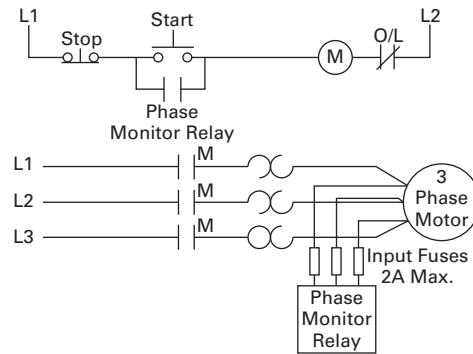 L1
L2
Stop
Start
O/L
M
Phase
Monitor Relay
L1
M
L2
M
L3
M
3
Phase
Motor
Input Fuses
2A Max.
Phase
Monitor
Relay